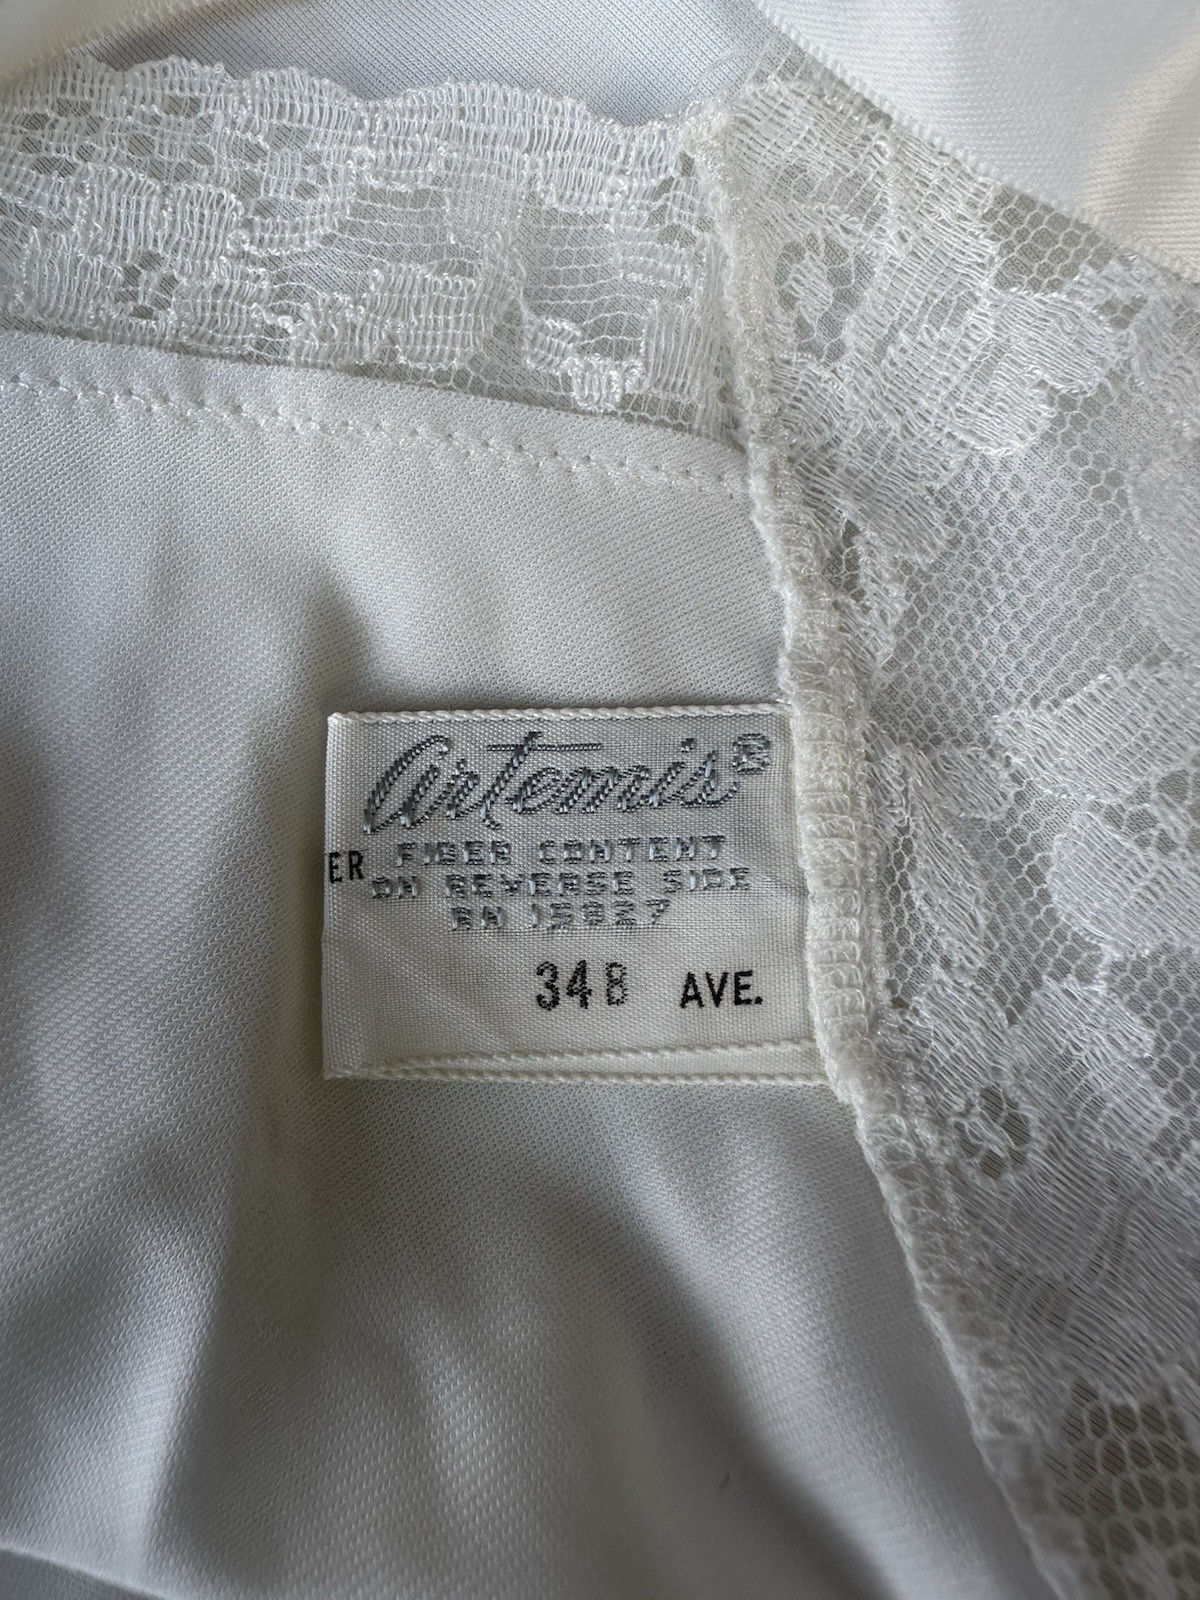 Artemis®
ER FIBER CONTENT
ON REVERSE SIDE
RN 15827
34B AVE.